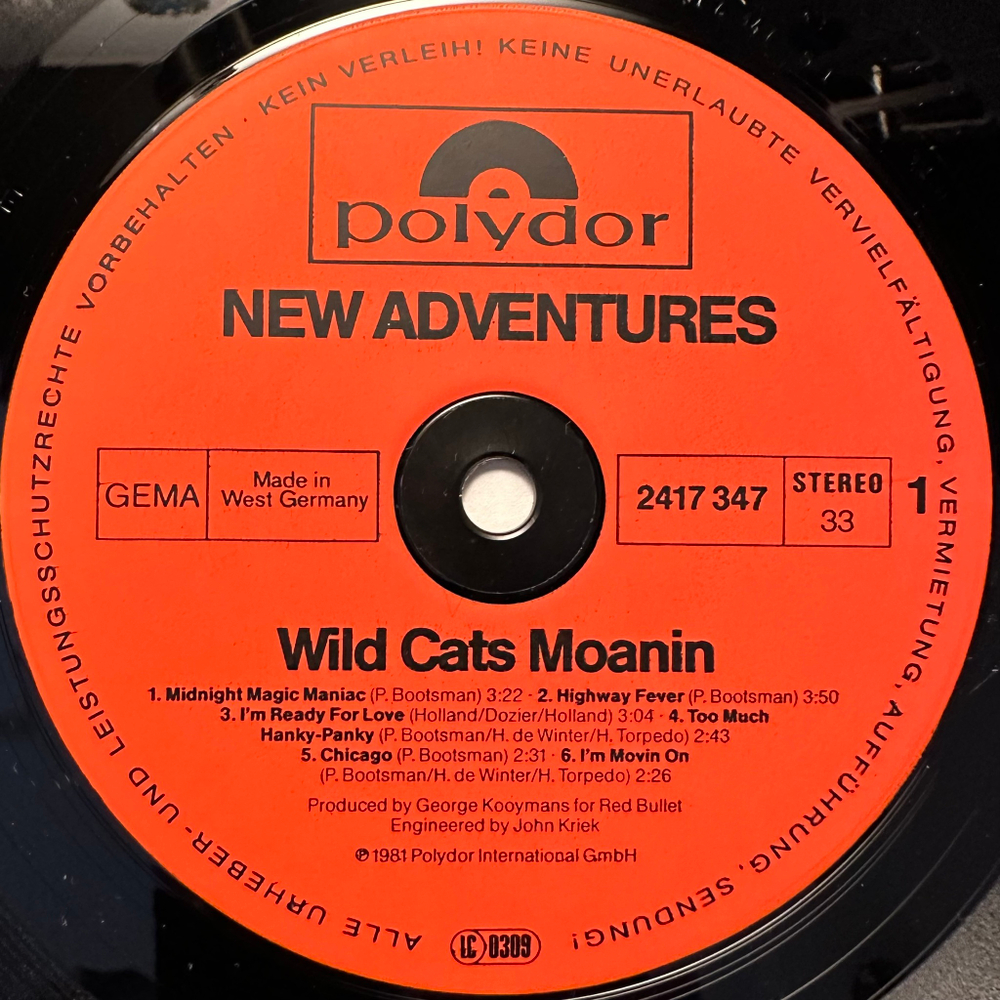 ALLE URHEBER- UND LEISTUNGSSCHUTZRECHTE VORBEHALTEN · KEIN VERLEIH! KEINE UNERLAUBTE VERVIELFÄLTIGUNG, VERMIETUNG, AUFFÜHRUNG, SENDUNG!
polydor
NEW ADVENTURES
GEMA
Made in
West Germany
2417 347
STEREO
33
1
Wild Cats Moanin
1. Midnight Magic Maniac (P. Bootsman) 3:22 · 2. Highway Fever (P. Bootsman) 3:50
3. I'm Ready For Love (Holland/Dozier/Holland) 3:04 · 4. Too Much
Hanky-Panky (P. Bootsman/H. de Winter/H. Torpedo) 2:43
5. Chicago (P. Bootsman) 2:31 · 6. I'm Movin On
(P. Bootsman/H. de Winter/H. Torpedo) 2:26
Produced by George Kooymans for Red Bullet
Engineered by John Kriek
℗ 1981 Polydor International GmbH
LC 0309